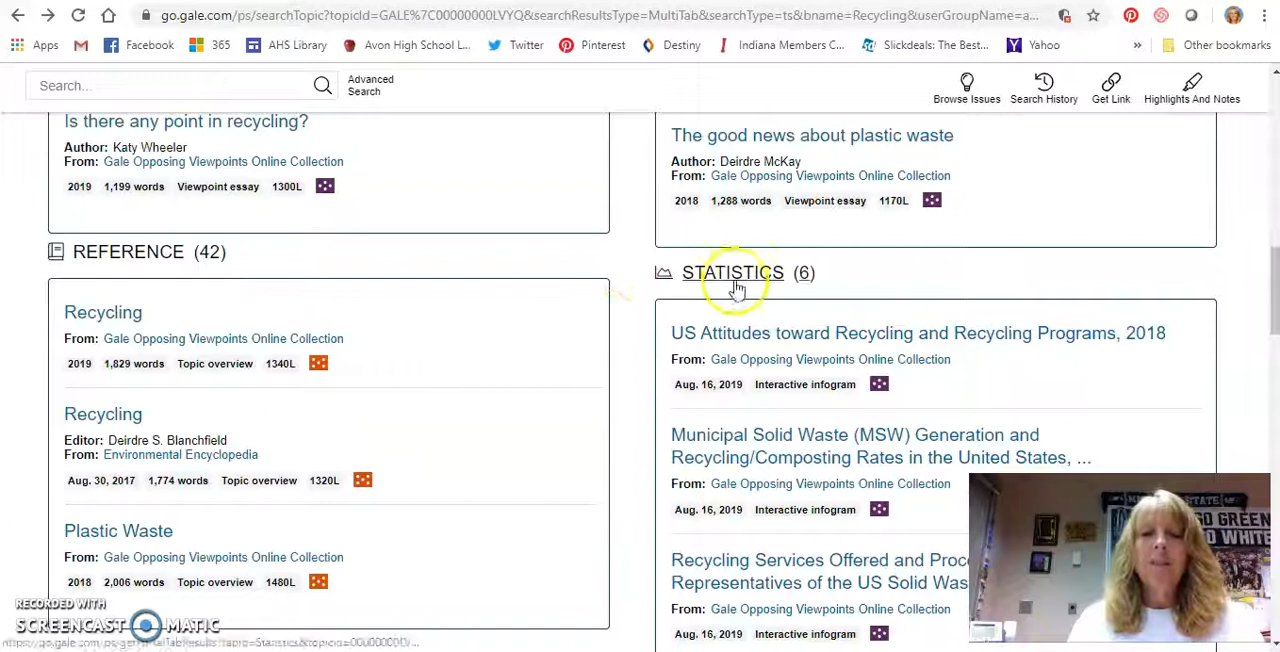 go.gale.com/ps/searchTopic?topicId=GALE%7C00000000LVYQ&searchResultsType=MultiTab&searchType=ts&bname=Recycling&userGroupName=a...
Apps
Facebook
365
AHS Library
Avon High School L...
Twitter
Pinterest
Destiny
Indiana Members C...
Slickdeals: The Best...
Yahoo
»
Other bookmarks
Search...
Advanced
Search
Browse Issues
Search History
Get Link
Highlights And Notes
Is there any point in recycling?
Author: Katy Wheeler
From: Gale Opposing Viewpoints Online Collection
2019 1,199 words Viewpoint essay 1300L
REFERENCE (42)
Recycling
From: Gale Opposing Viewpoints Online Collection
2019 1,829 words Topic overview 1340L
Recycling
Editor: Deirdre S. Blanchfield
From: Environmental Encyclopedia
Aug. 30, 2017 1,774 words Topic overview 1320L
Plastic Waste
From: Gale Opposing Viewpoints Online Collection
2018 2,006 words Topic overview 1480L
The good news about plastic waste
Author: Deirdre McKay
From: Gale Opposing Viewpoints Online Collection
2018 1,288 words Viewpoint essay 1170L
STATISTICS (6)
US Attitudes toward Recycling and Recycling Programs, 2018
From: Gale Opposing Viewpoints Online Collection
Aug. 16, 2019 Interactive infogram
Municipal Solid Waste (MSW) Generation and
Recycling/Composting Rates in the United States, ...
From: Gale Opposing Viewpoints Online Collection
Aug. 16, 2019 Interactive infogram
Recycling Services Offered and Proc
Representatives of the US Solid Was
From: Gale Opposing Viewpoints Online Collection
Aug. 16, 2019 Interactive infogram
STATE
GO GREEN
GO WHITE
RECORDED WITH
SCREENCAST MATIC